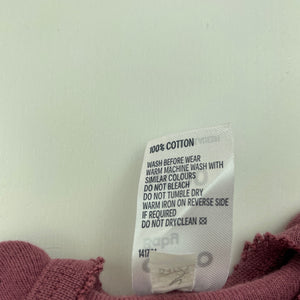 100% COTTON
WASH BEFORE WEAR
WARM MACHINE WASH WITH
SIMILAR COLOURS
DO NOT BLEACH
DO NOT TUMBLE DRY
WARM IRON ON REVERSE SIDE
IF REQUIRED
DO NOT DRYCLEAN